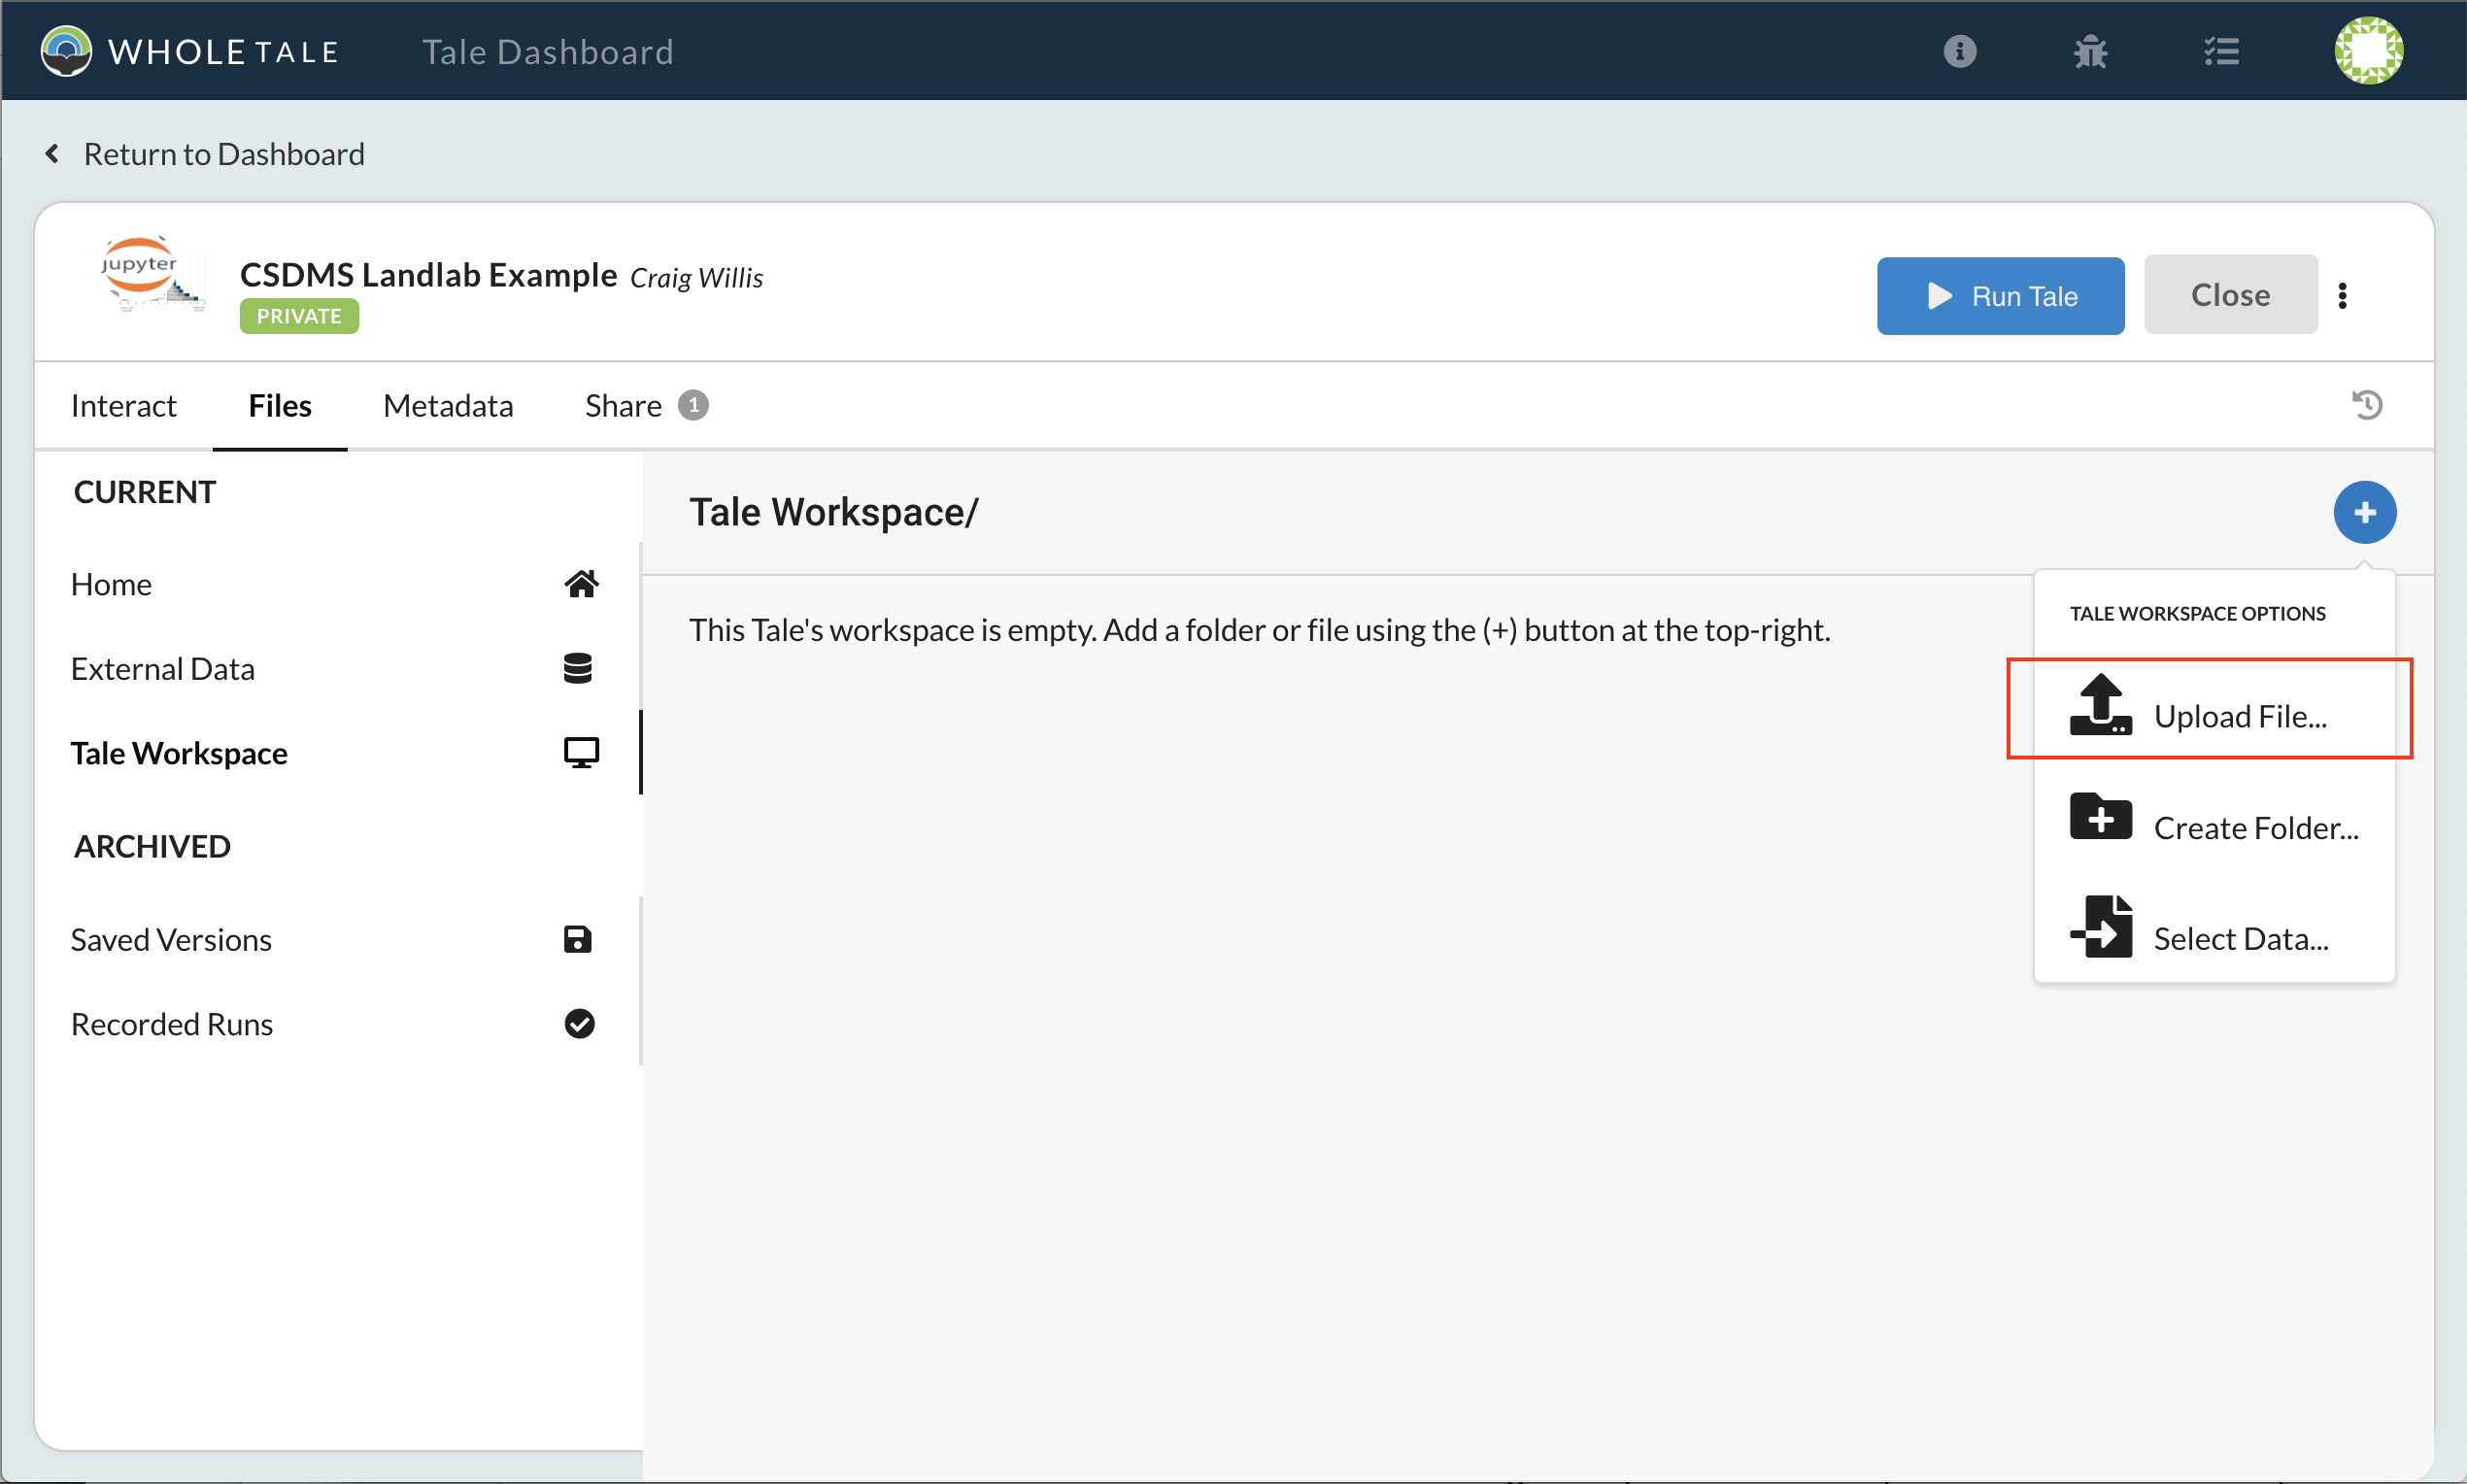 WHOLE TALE
Tale Dashboard
Return to Dashboard
jupyter
CSDMS Landlab Example Craig Willis
PRIVATE
Run Tale
Close
Interact
Files
Metadata
Share 1
CURRENT
Home
External Data
Tale Workspace
ARCHIVED
Saved Versions
Recorded Runs
Tale Workspace/
This Tale's workspace is empty. Add a folder or file using the (+) button at the top-right.
TALE WORKSPACE OPTIONS
Upload File...
Create Folder...
Select Data...